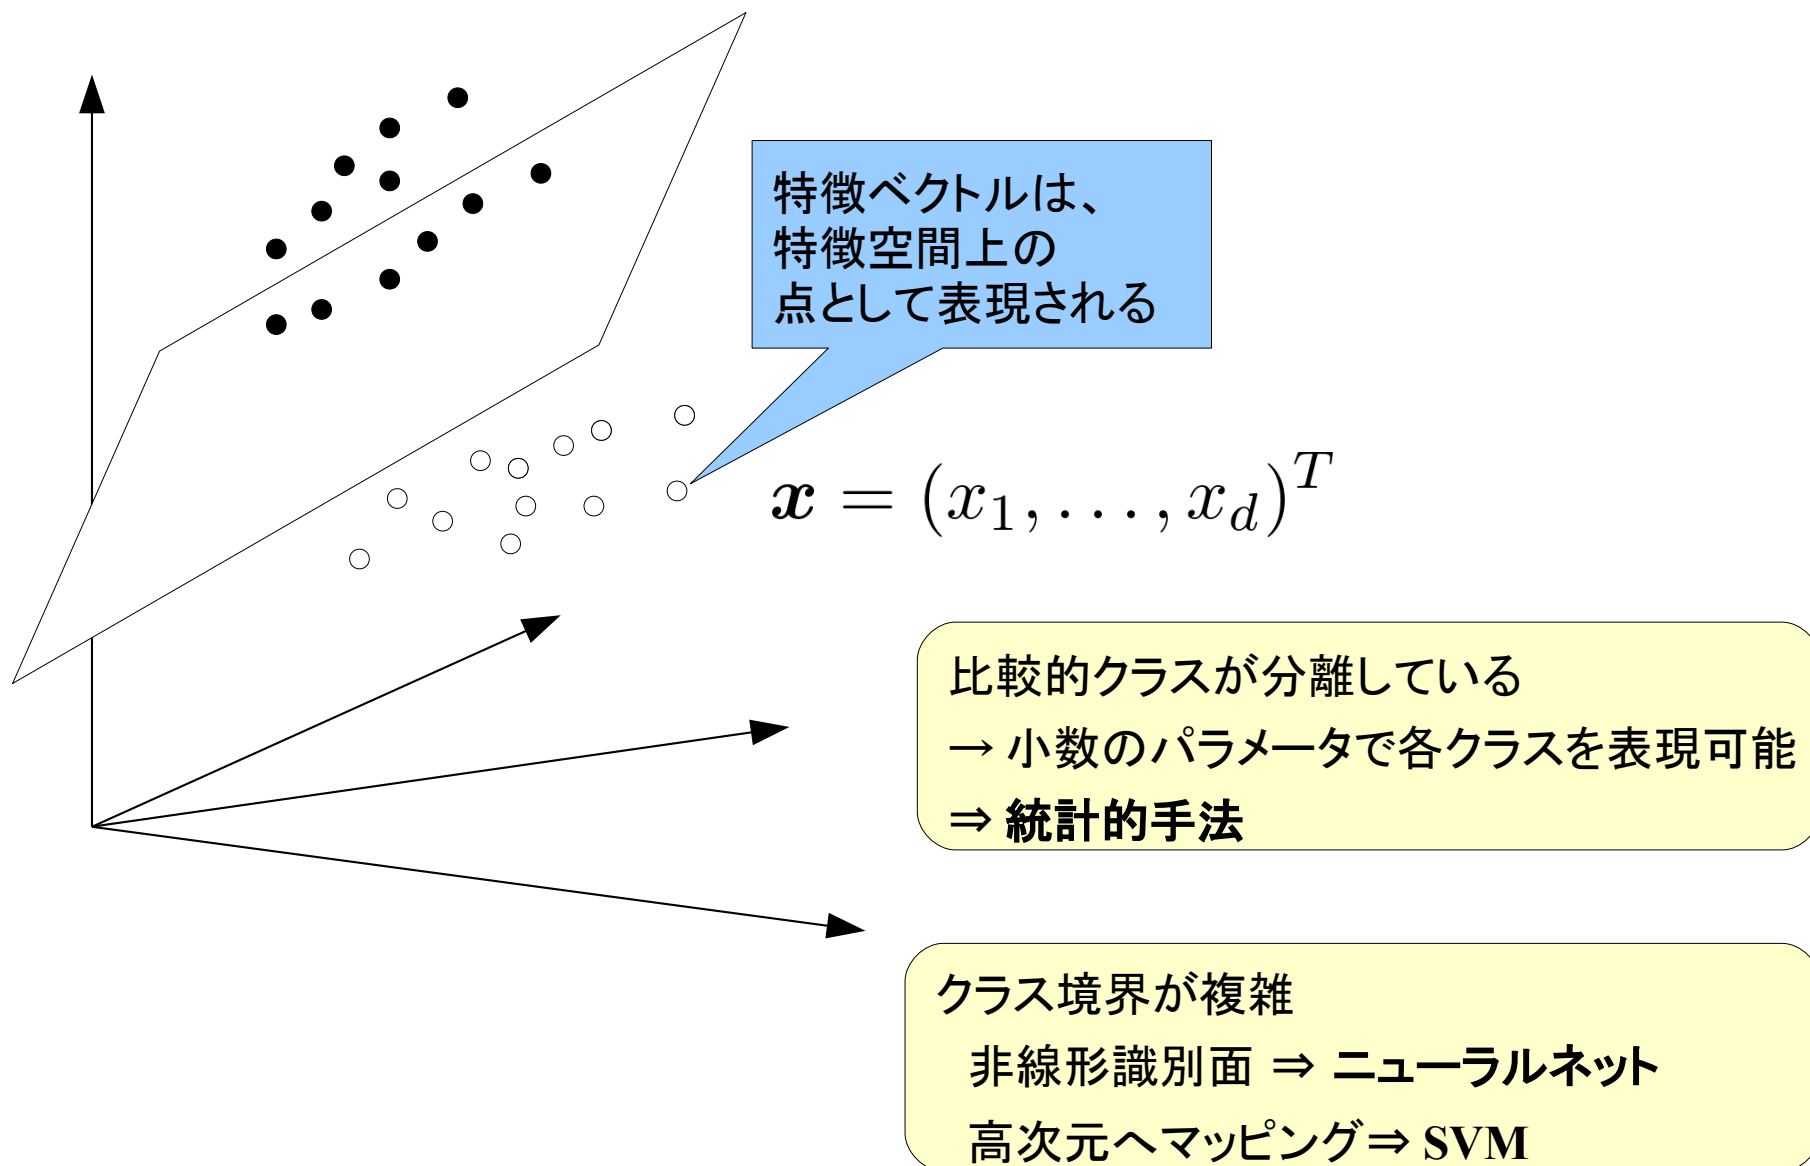 特徴ベクトルは、
特徴空間上の
点として表現される
x = (x₁, . . . , x_d)ᵀ
比較的クラスが分離している
→ 小数のパラメータで各クラスを表現可能
⇒ 統計的手法
クラス境界が複雑
非線形識別面 ⇒ ニューラルネット
高次元へマッピング⇒ SVM